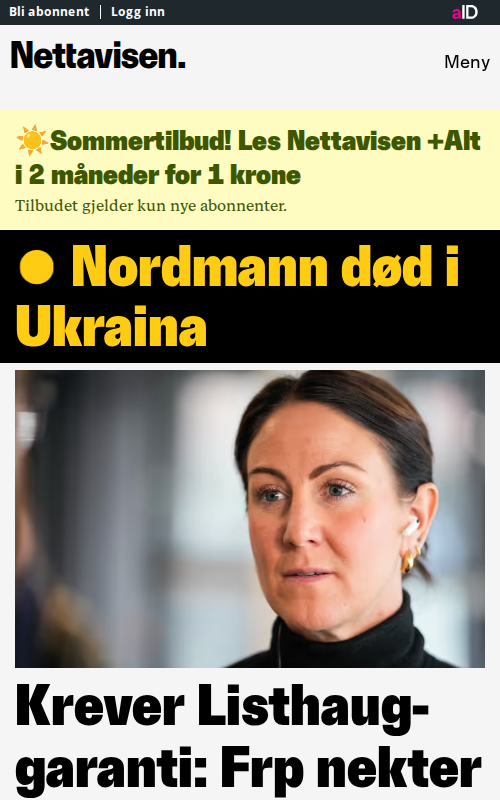 Bli abonnent | Logg inn
aID
Nettavisen.
Meny
☀️Sommertilbud! Les Nettavisen +Alt
i 2 måneder for 1 krone
Tilbudet gjelder kun nye abonnenter.
Nordmann død i
Ukraina
Krever Listhaug-
garanti: Frp nekter